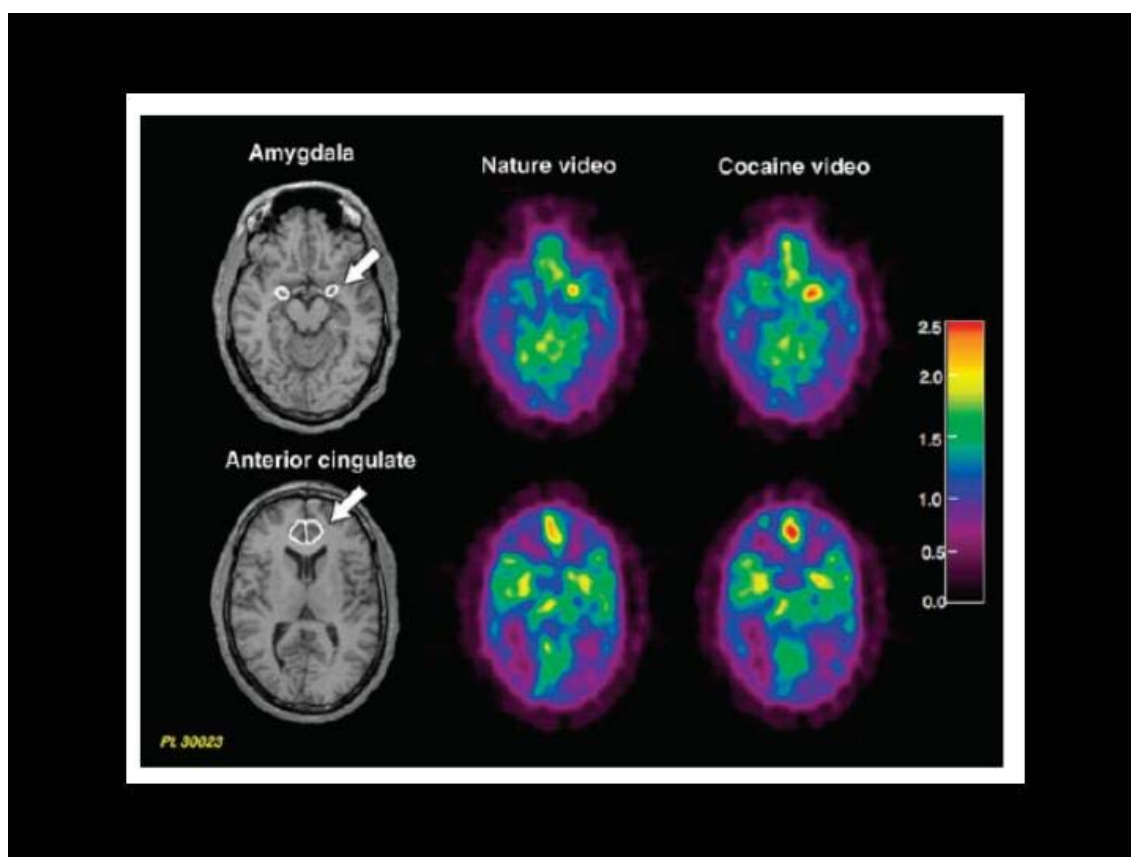 Amygdala
Nature video
Cocaine video
2.5
2.0
1.5
1.0
0.5
0.0
Anterior cingulate
Pt. 30023